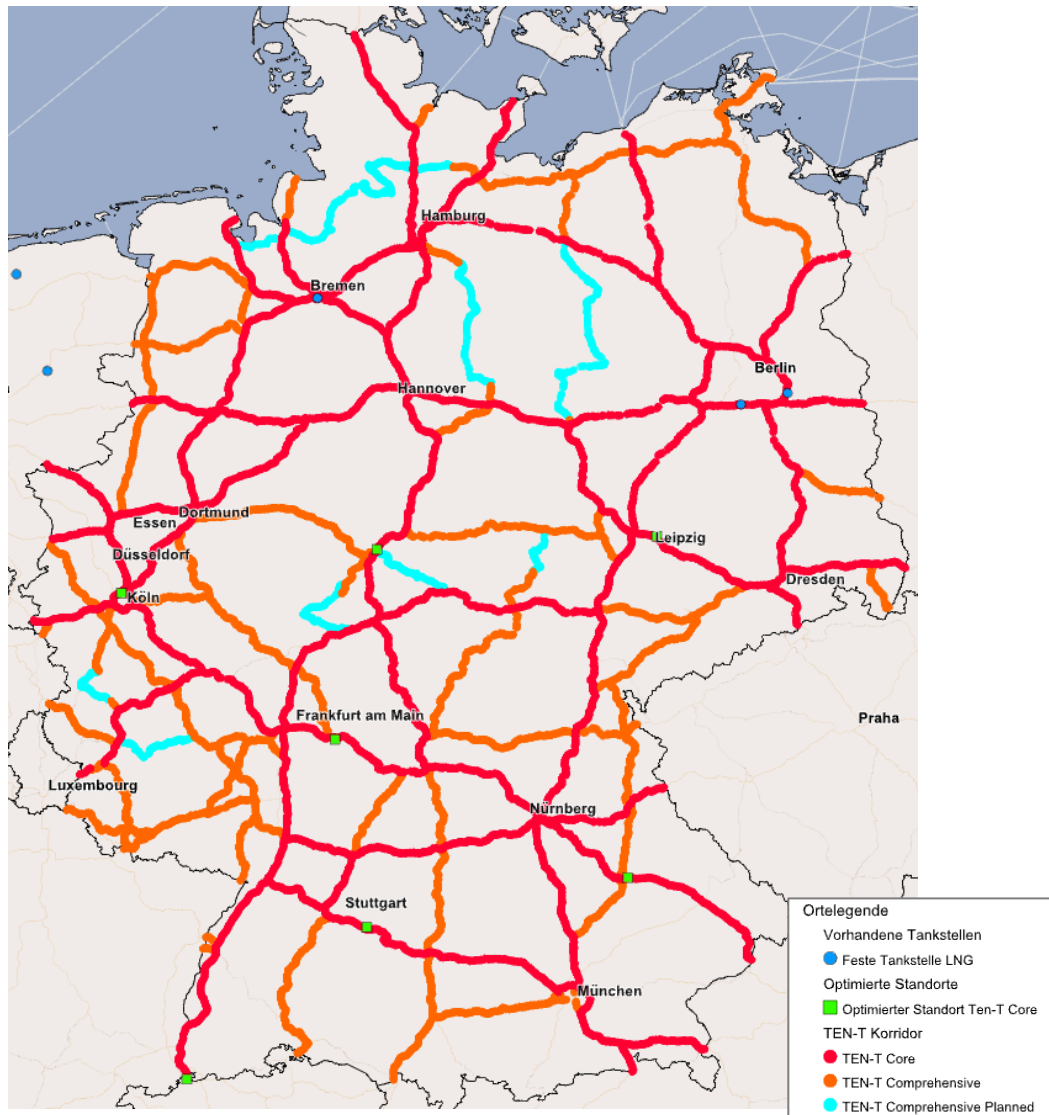 Hamburg
Bremen
Berlin
Hannover
Essen
Dortmund
Düsseldorf
Leipzig
Köln
Dresden
Frankfurt am Main
Praha
Luxembourg
Nürnberg
Stuttgart
München
Ortelegende
Vorhandene Tankstellen
Feste Tankstelle LNG
Optimierte Standorte
Optimierter Standort Ten-T Core
TEN-T Korridor
TEN-T Core
TEN-T Comprehensive
TEN-T Comprehensive Planned